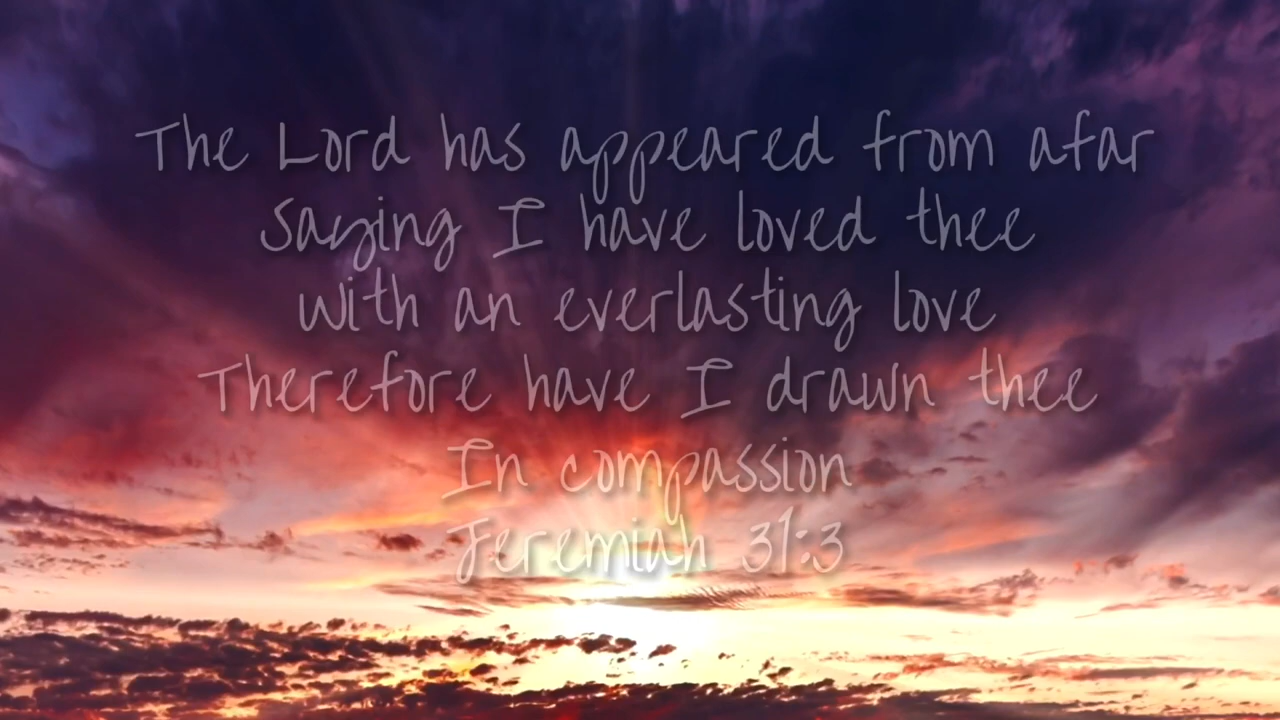 The Lord has appeared from afar
Saying I have loved thee
with an everlasting love
Therefore have I drawn thee
In compassion
Jeremiah 31:3